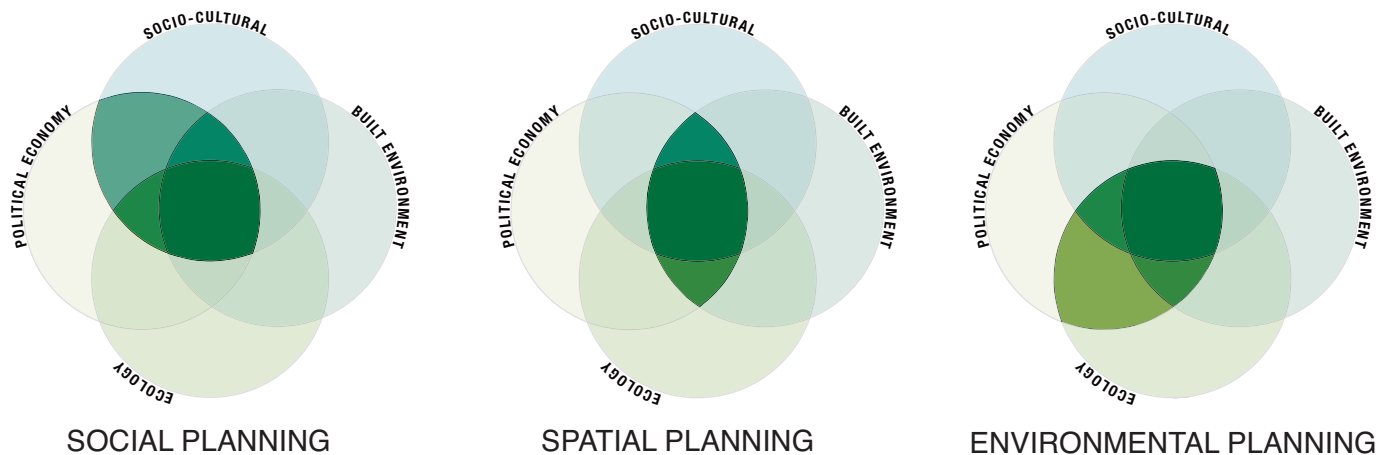 SOCIO-CULTURAL
POLITICAL ECONOMY
BUILT ENVIRONMENT
ECOLOGY
SOCIAL PLANNING
SOCIO-CULTURAL
POLITICAL ECONOMY
BUILT ENVIRONMENT
ECOLOGY
SPATIAL PLANNING
SOCIO-CULTURAL
POLITICAL ECONOMY
BUILT ENVIRONMENT
ECOLOGY
ENVIRONMENTAL PLANNING